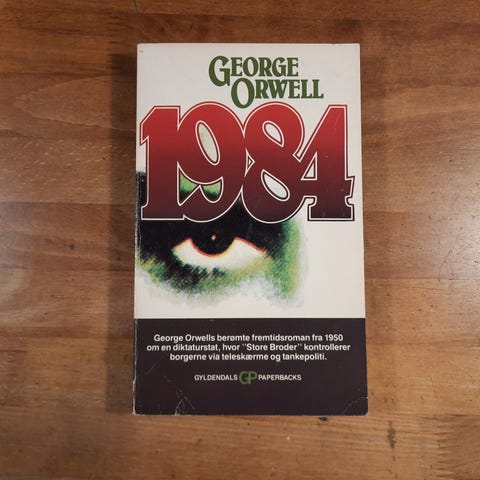 GEORGE
ORWELL
1984
George Orwells berømte fremtidsroman fra 1950
om en diktaturstat, hvor "Store Broder" kontrollerer
borgerne via teleskærme og tankepoliti.
GYLDENDALS GP PAPERBACKS